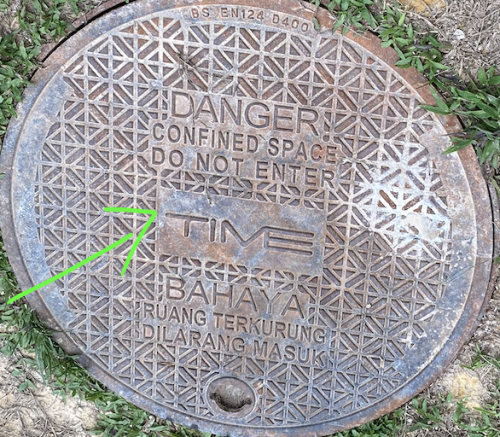 BS EN124 D400
DANGER
CONFINED SPACE
DO NOT ENTER
TIME
BAHAYA
RUANG TERKURUNG
DILARANG MASUK